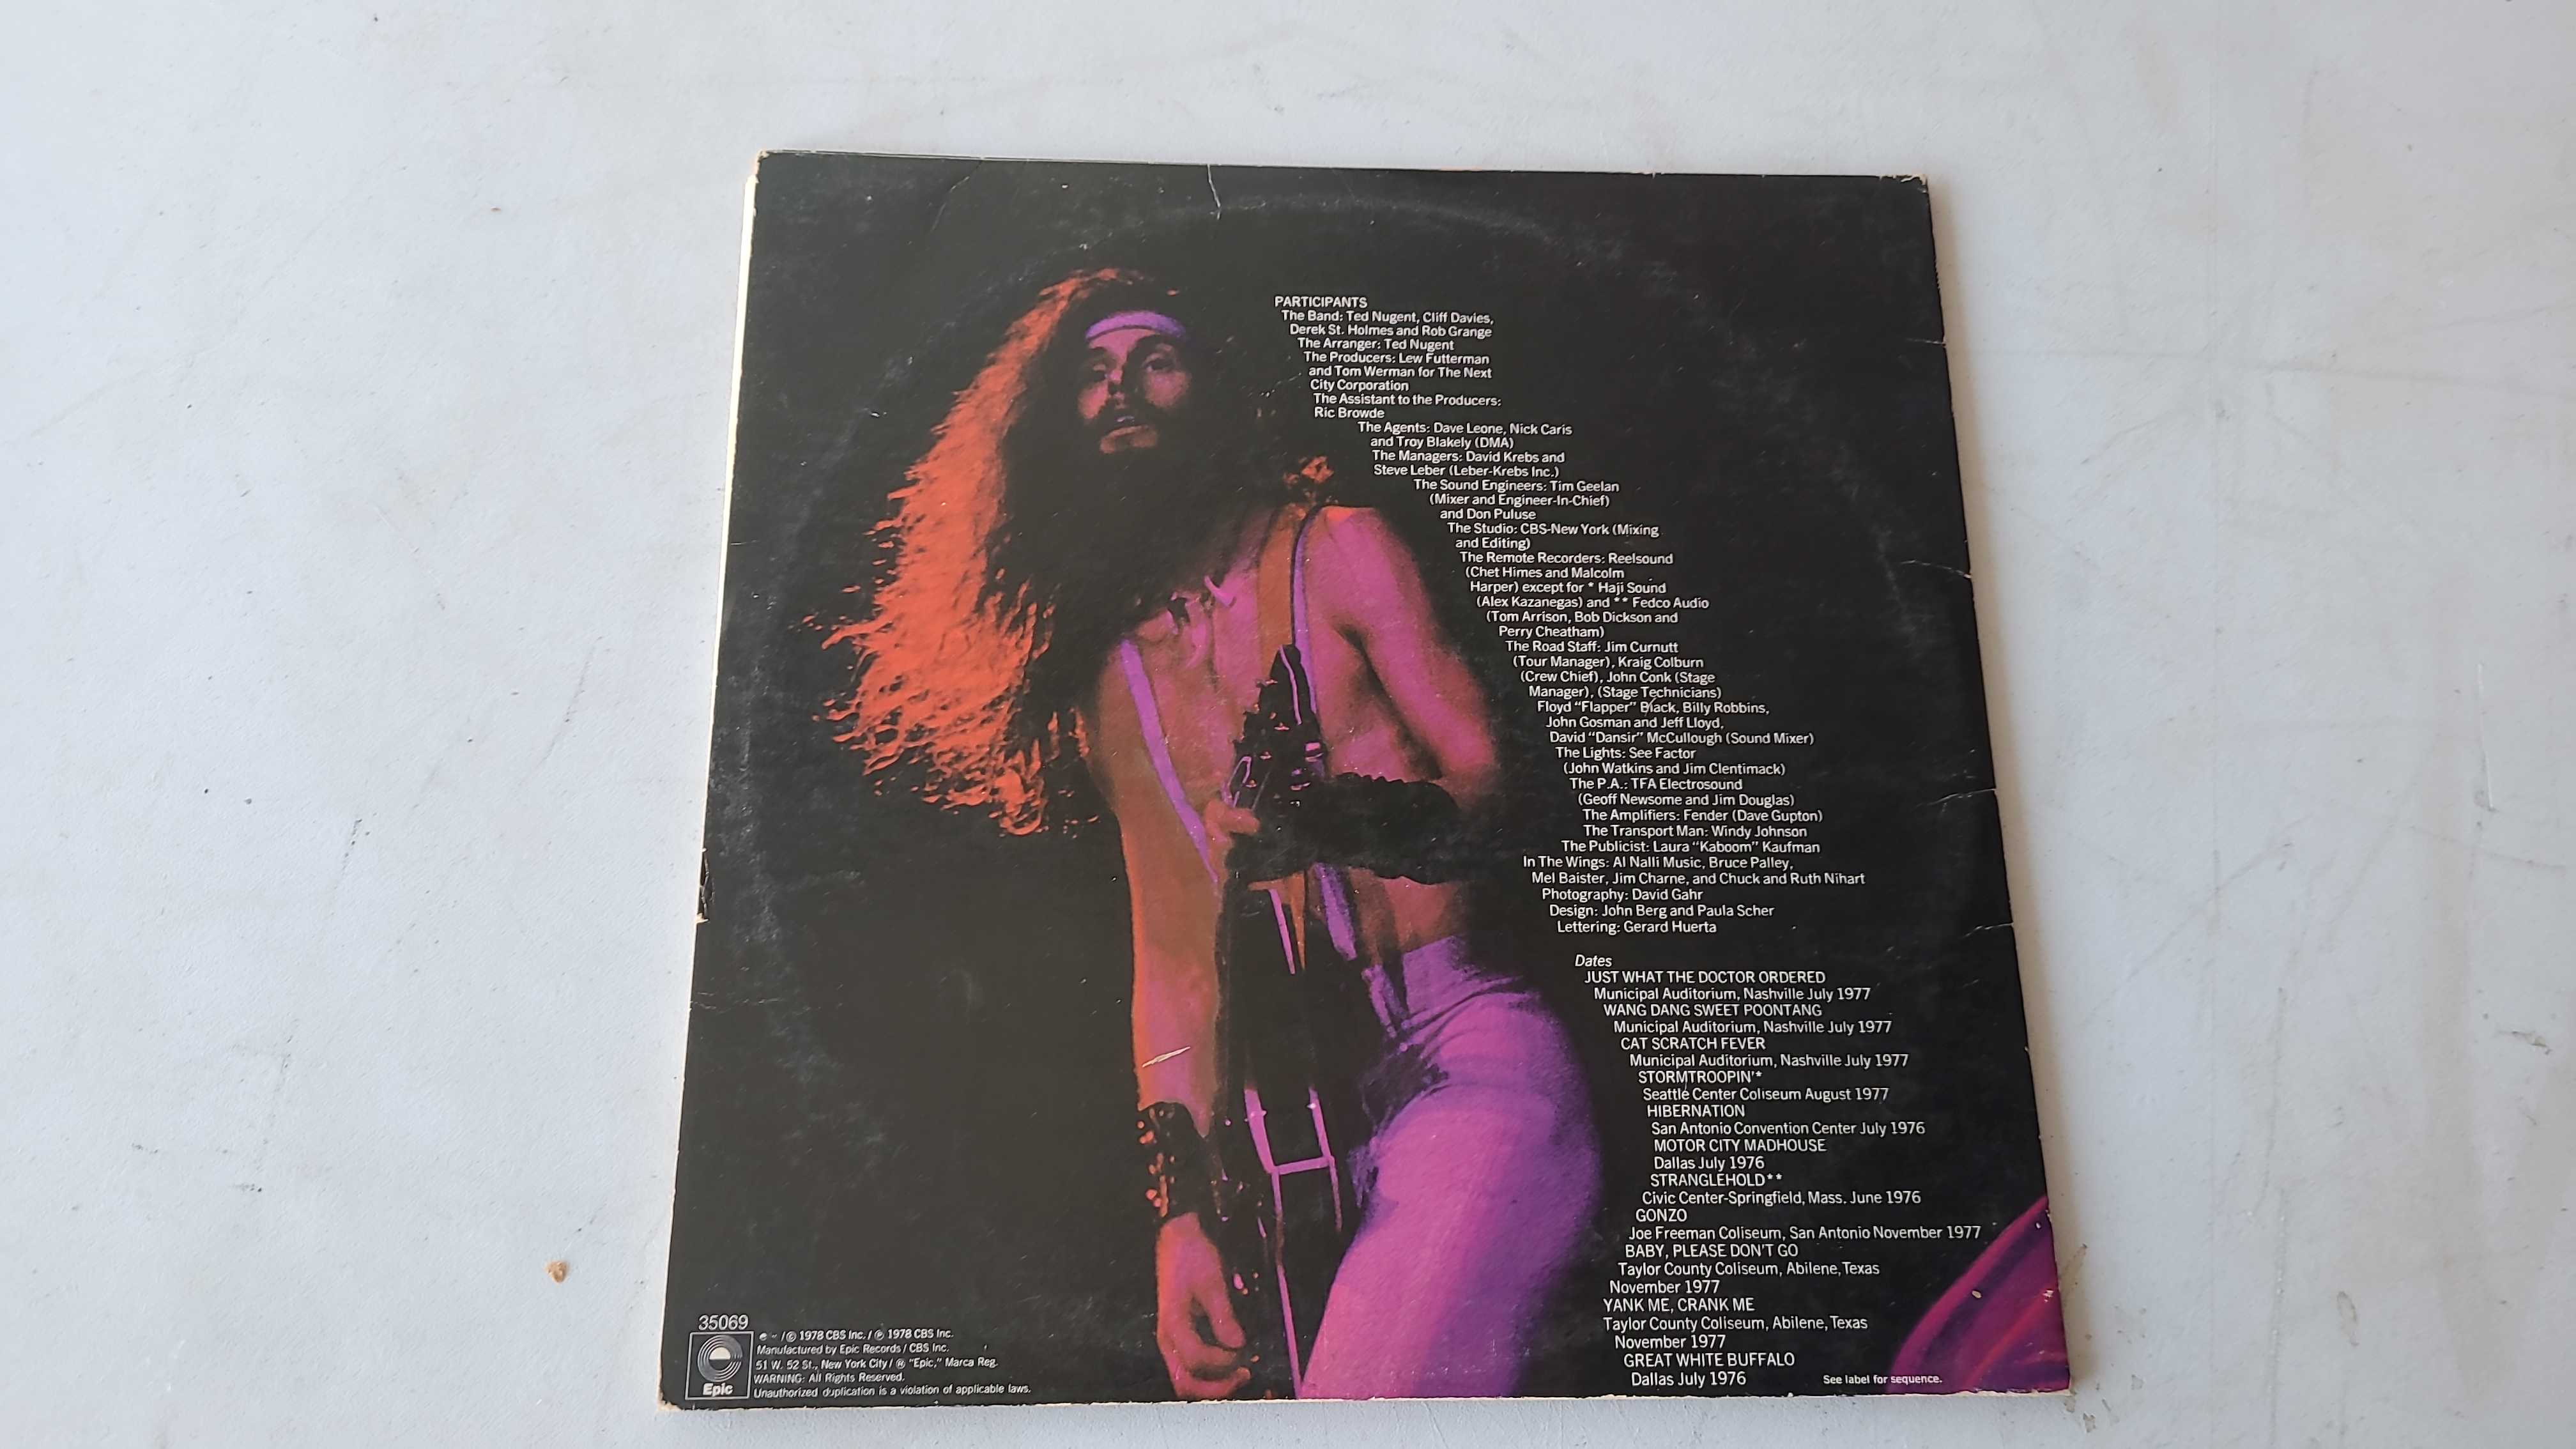 PARTICIPANTS
The Band: Ted Nugent, Cliff Davies,
Derek St. Holmes and Rob Grange
The Arranger: Ted Nugent
The Producers: Lew Futterman
and Tom Werman for The Next
City Corporation
The Assistant to the Producers:
Ric Browde
The Agents: Dave Leone, Nick Caris
and Troy Blakely (DMA)
The Managers: David Krebs and
Steve Leber (Leber-Krebs Inc.)
The Sound Engineers: Tim Geelan
(Mixer and Engineer-In-Chief)
and Don Puluse
The Studio: CBS-New York (Mixing
and Editing)
The Remote Recorders: Reelsound
(Chet Himes and Malcolm
Harper) except for * Haji Sound
(Alex Kazanegas) and ** Fedco Audio
(Tom Arrison, Bob Dickson and
Perry Cheatham)
The Road Staff: Jim Curnutt
(Tour Manager), Kraig Colburn
(Crew Chief), John Conk (Stage
Manager), (Stage Technicians)
Floyd "Flapper" Black, Billy Robbins,
John Gosman and Jeff Lloyd,
David "Dansir" McCullough (Sound Mixer)
The Lights: See Factor
(John Watkins and Jim Clentimack)
The P.A.: TFA Electrosound
(Geoff Newsome and Jim Douglas)
The Amplifiers: Fender (Dave Gupton)
The Transport Man: Windy Johnson
The Publicist: Laura "Kaboom" Kaufman
In The Wings: Al Nalli Music, Bruce Palley,
Mel Baister, Jim Charne, and Chuck and Ruth Nihart
Photography: David Gahr
Design: John Berg and Paula Scher
Lettering: Gerard Huerta
Dates
JUST WHAT THE DOCTOR ORDERED
Municipal Auditorium, Nashville July 1977
WANG DANG SWEET POONTANG
Municipal Auditorium, Nashville July 1977
CAT SCRATCH FEVER
Municipal Auditorium, Nashville July 1977
STORMTROOPIN'*
Seattle Center Coliseum August 1977
HIBERNATION
San Antonio Convention Center July 1976
MOTOR CITY MADHOUSE
Dallas July 1976
STRANGLEHOLD**
Civic Center-Springfield, Mass. June 1976
GONZO
Joe Freeman Coliseum, San Antonio November 1977
BABY, PLEASE DON'T GO
Taylor County Coliseum, Abilene, Texas
November 1977
YANK ME, CRANK ME
Taylor County Coliseum, Abilene, Texas
November 1977
GREAT WHITE BUFFALO
Dallas July 1976
See label for sequence.
35069
Epic
/ © 1978 CBS Inc. / ℗ 1978 CBS Inc.
Manufactured by Epic Records / CBS Inc.
51 W. 52 St., New York City / ® "Epic," Marca Reg.
WARNING: All Rights Reserved.
Unauthorized duplication is a violation of applicable laws.